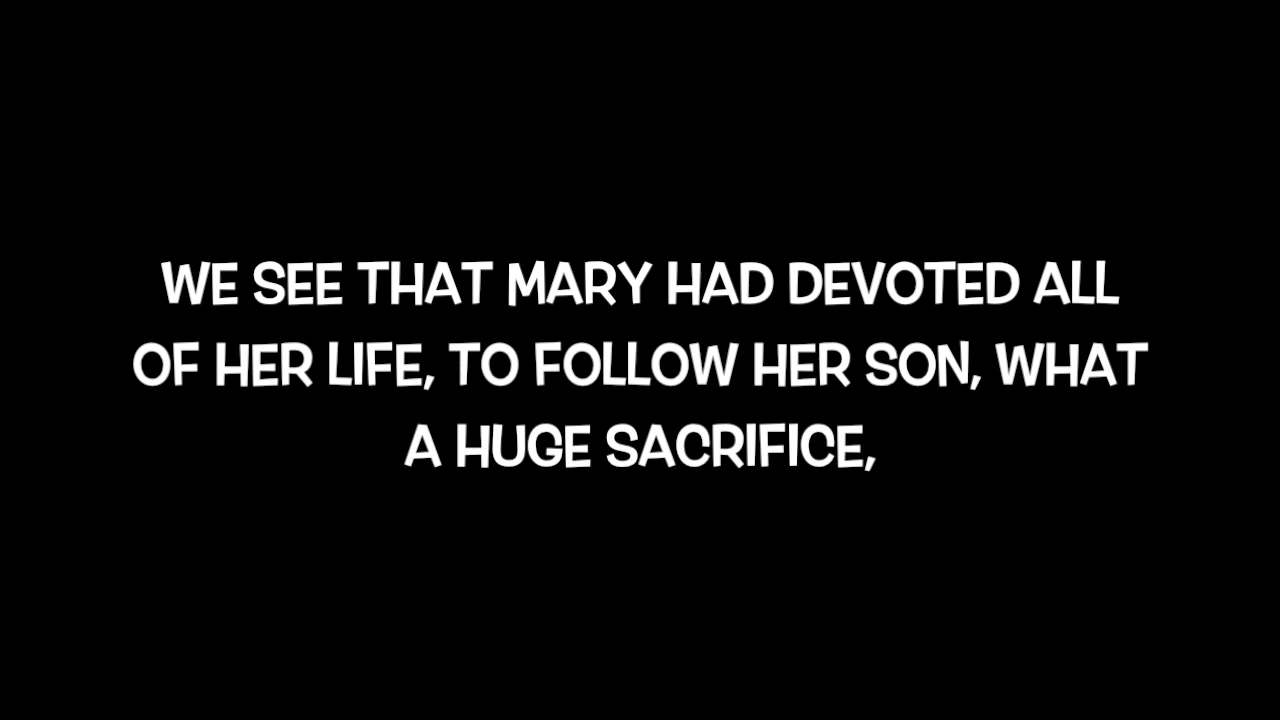 WE SEE THAT MARY HAD DEVOTED ALL
OF HER LIFE, TO FOLLOW HER SON, WHAT
A HUGE SACRIFICE,